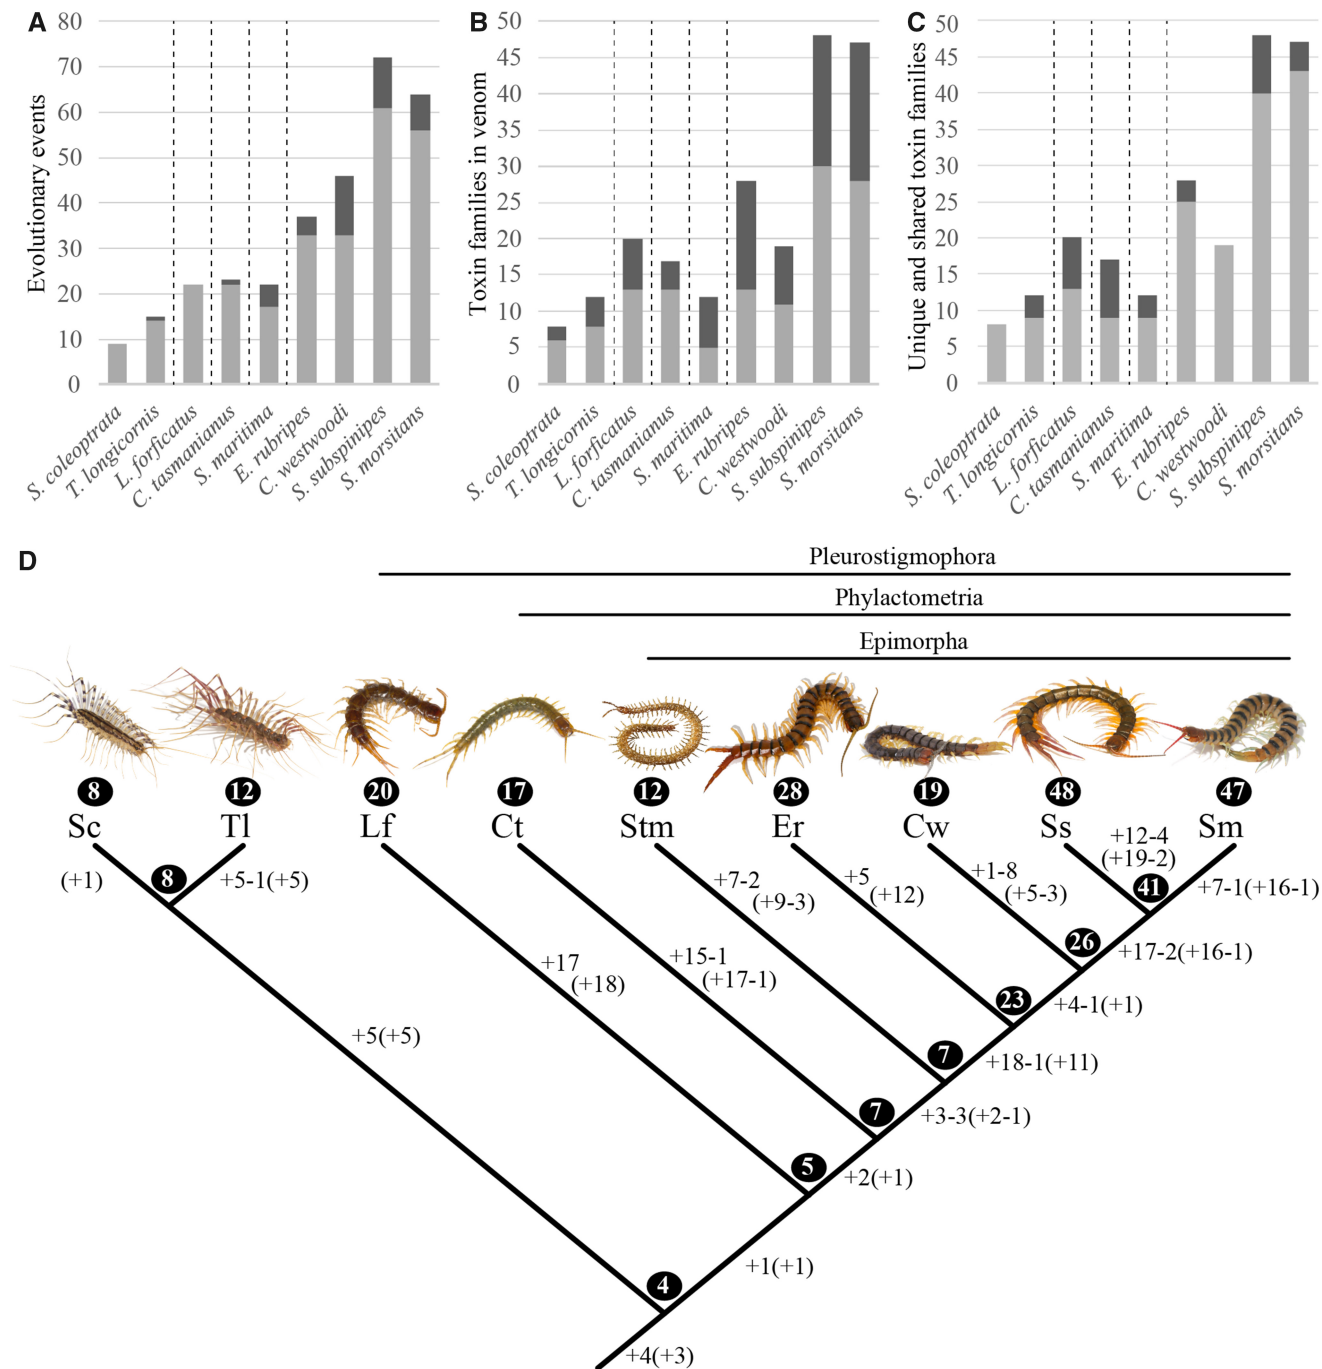 A
Evolutionary events
80
70
60
50
40
30
20
10
0
S. coleoptrata
T. longicornis
L. forficatus
C. tasmanianus
S. maritima
E. rubripes
C. westwoodi
S. subspinipes
S. morsitans
B
Toxin families in venom
50
45
40
35
30
25
20
15
10
5
0
S. coleoptrata
T. longicornis
L. forficatus
C. tasmanianus
S. maritima
E. rubripes
C. westwoodi
S. subspinipes
S. morsitans
C
Unique and shared toxin families
50
45
40
35
30
25
20
15
10
5
0
S. coleoptrata
T. longicornis
L. forficatus
C. tasmanianus
S. maritima
E. rubripes
C. westwoodi
S. subspinipes
S. morsitans
D
Pleurostigmophora
Phylactometria
Epimorpha
8 12 20 17 12 28 19 48 47
Sc Tl Lf Ct Stm Er Cw Ss Sm
+12-4
(+19-2)
(+1)
8
+5-1(+5)
+7-2
(+9-3)
+5
(+12)
+1-8
(+5-3)
41
+7-1(+16-1)
26
+17-2(+16-1)
+17
(+18)
+15-1
(+17-1)
23
+4-1(+1)
+5(+5)
7
+18-1(+11)
7
+3-3(+2-1)
5
+2(+1)
+1(+1)
4
+4(+3)